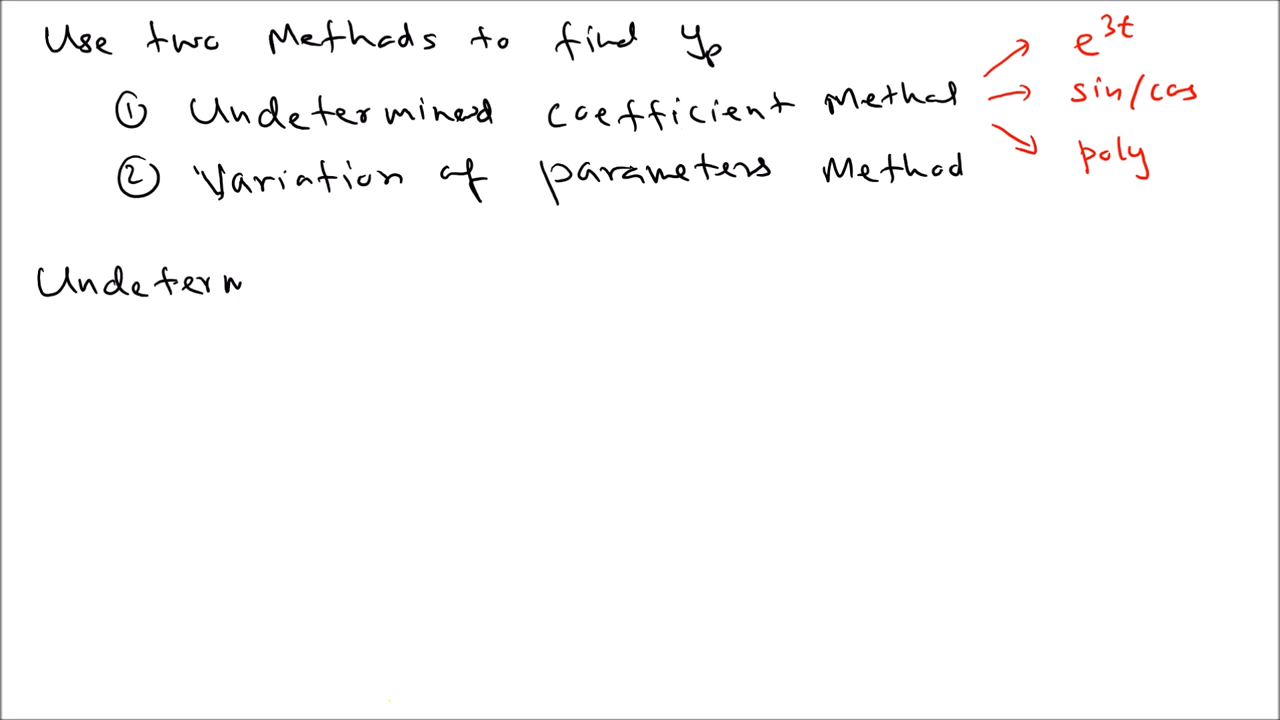 Use two Methods to find yp
① Undetermined coefficient Method → e^3t
→ sin/cos
→ poly
② Variation of parameters Method
Undeterm